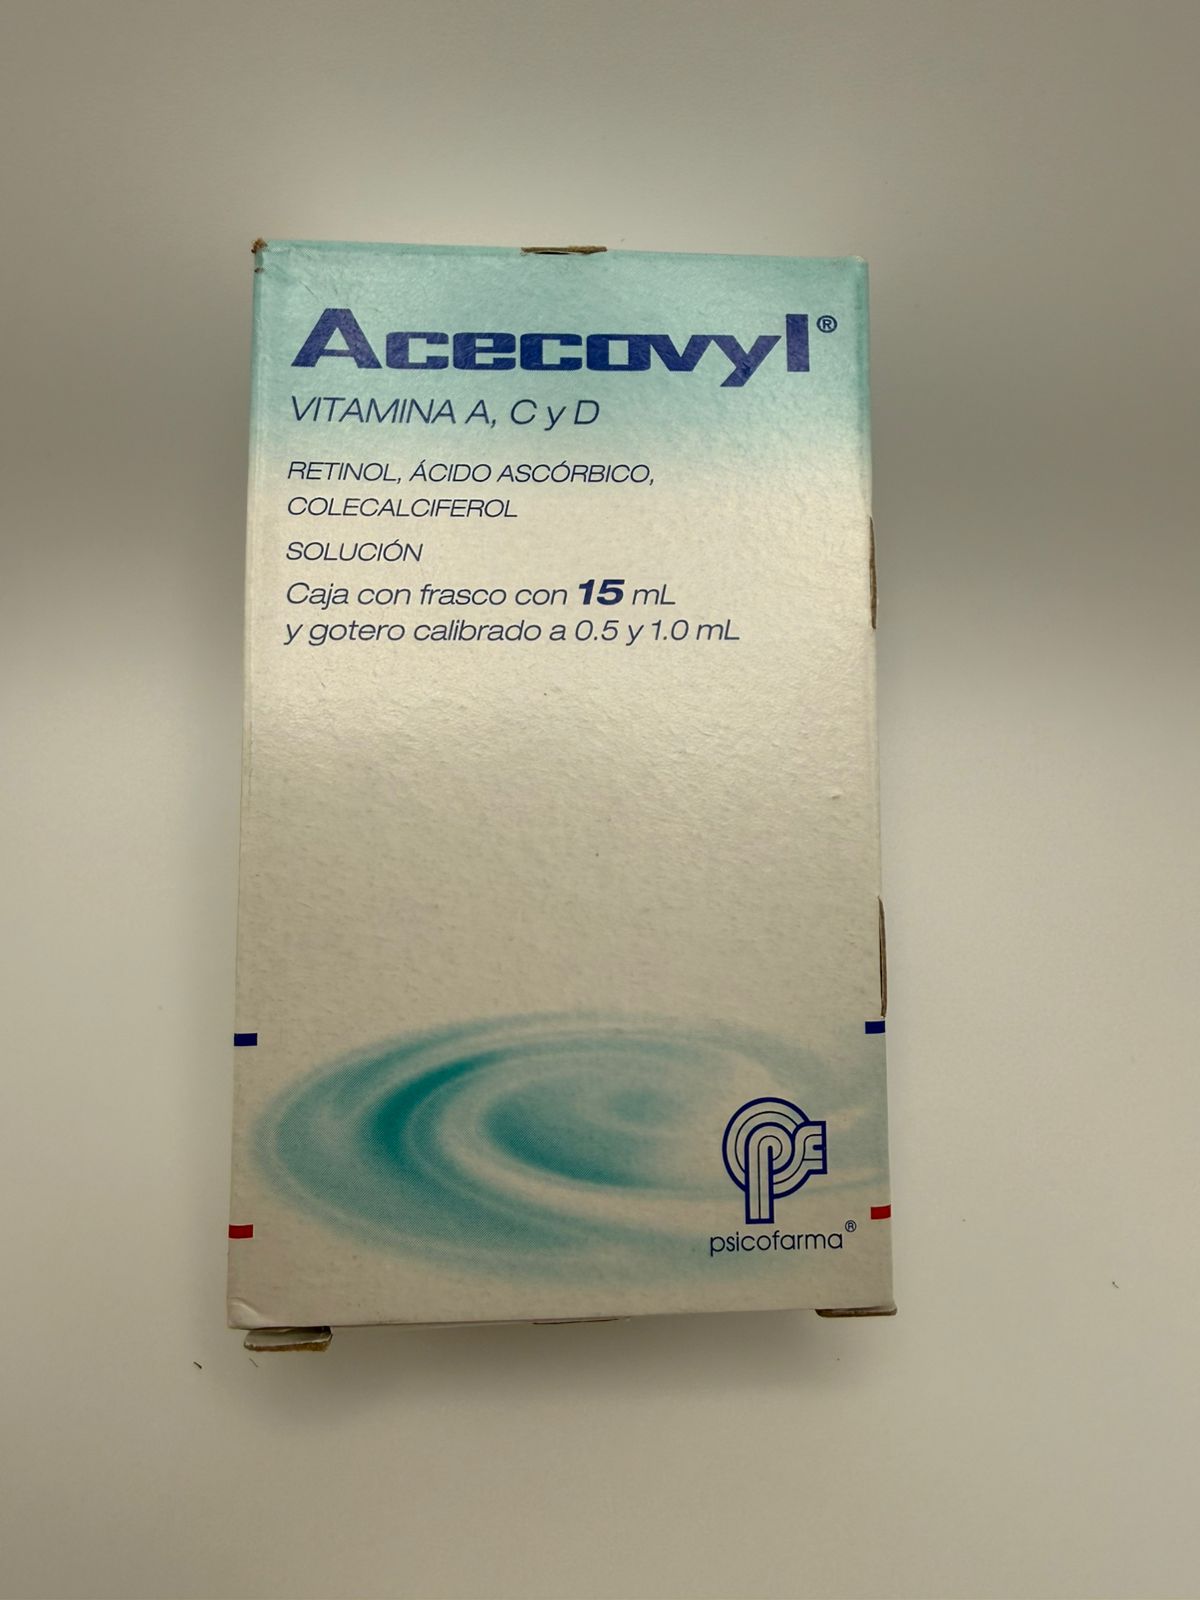 Acecovyl®
VITAMINA A, C y D
RETINOL, ÁCIDO ASCÓRBICO,
COLECALCIFEROL
SOLUCIÓN
Caja con frasco con 15 mL
y gotero calibrado a 0.5 y 1.0 mL
psicofarma®